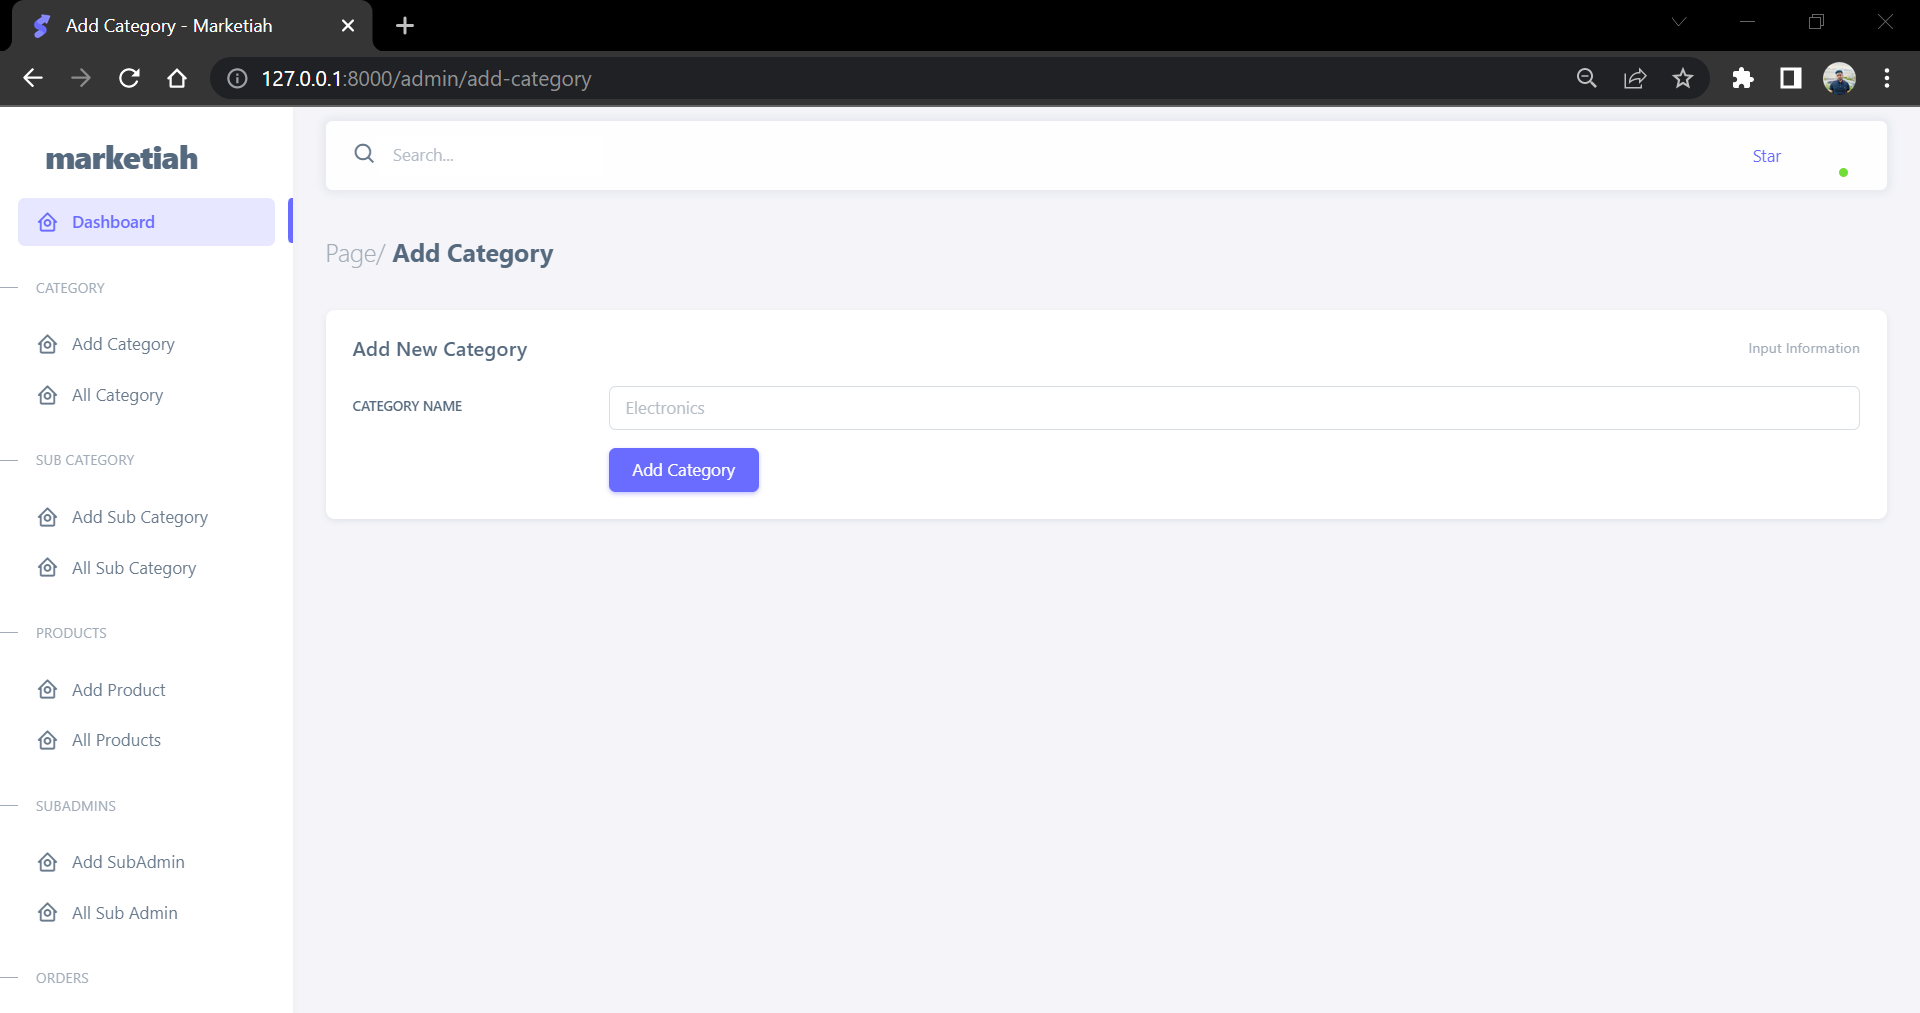 Add Category - Marketiah
127.0.0.1:8000/admin/add-category
marketiah
Dashboard
CATEGORY
Add Category
All Category
SUB CATEGORY
Add Sub Category
All Sub Category
PRODUCTS
Add Product
All Products
SUBADMINS
Add SubAdmin
All Sub Admin
ORDERS
Search...
Star
Page/ Add Category
Add New Category
Input Information
CATEGORY NAME
Electronics
Add Category